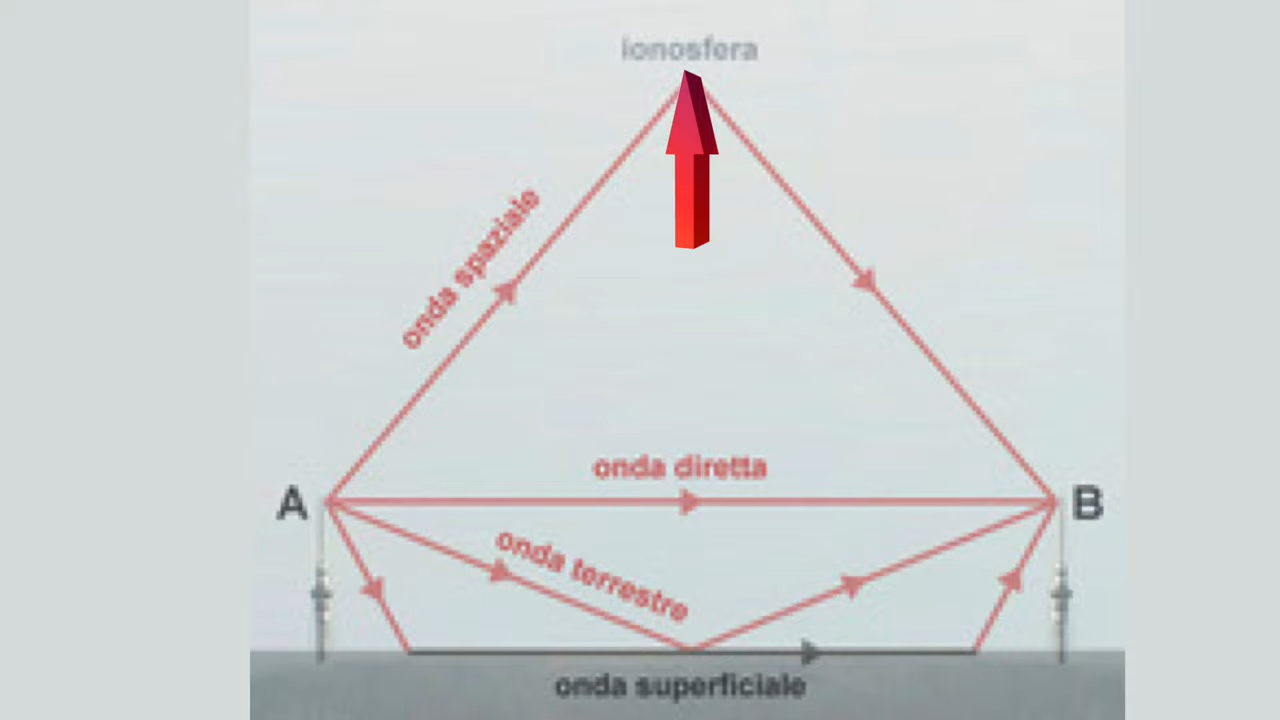 ionosfera
onda spaziale
onda diretta
A
B
onda terrestre
onda superficiale